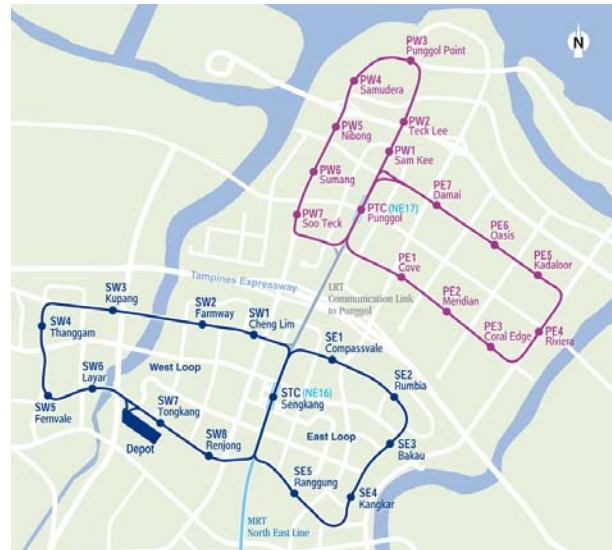 N
PW3
Punggol Point
PW4
Samudera
PW5
Nibong
PW2
Teck Lee
PW1
Sam Kee
PW6
Sumang
PE7
Damai
PW7
Soo Teck
PTC (NE17)
Punggol
PE6
Oasis
PE5
Kadaloor
PE1
Cove
PE2
Meridian
PE3
Coral Edge
PE4
Riviera
Tampines Expressway
LRT
Communication Link
to Punggol
SW3
Kupang
SW2
Farmway
SW1
Cheng Lim
SW4
Thanggam
SE1
Compassvale
West Loop
SW6
Layar
SE2
Rumbia
STC (NE16)
Sengkang
SW5
Fernvale
SW7
Tongkang
East Loop
SW8
Renjong
Depot
SE3
Bakau
SE5
Ranggung
SE4
Kangkar
MRT
North East Line